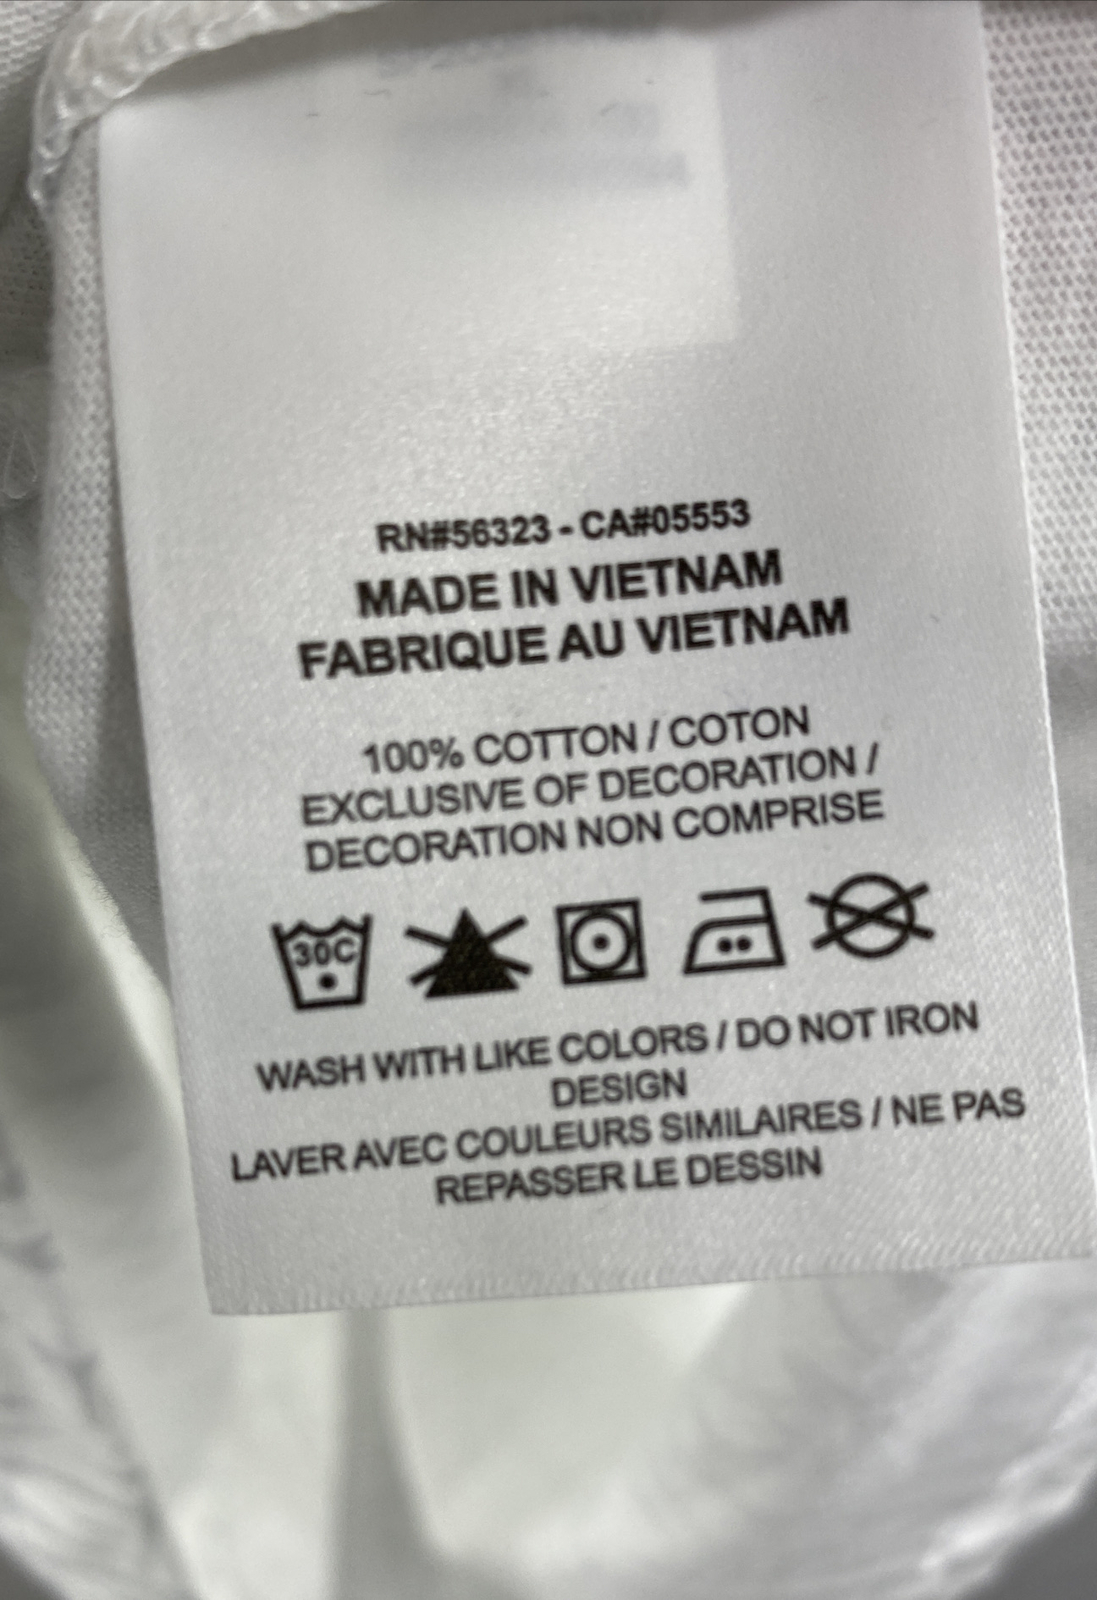 RN#56323 - CA#05553
MADE IN VIETNAM
FABRIQUE AU VIETNAM
100% COTTON / COTON
EXCLUSIVE OF DECORATION /
DECORATION NON COMPRISE
30C
WASH WITH LIKE COLORS / DO NOT IRON
DESIGN
LAVER AVEC COULEURS SIMILAIRES / NE PAS
REPASSER LE DESSIN